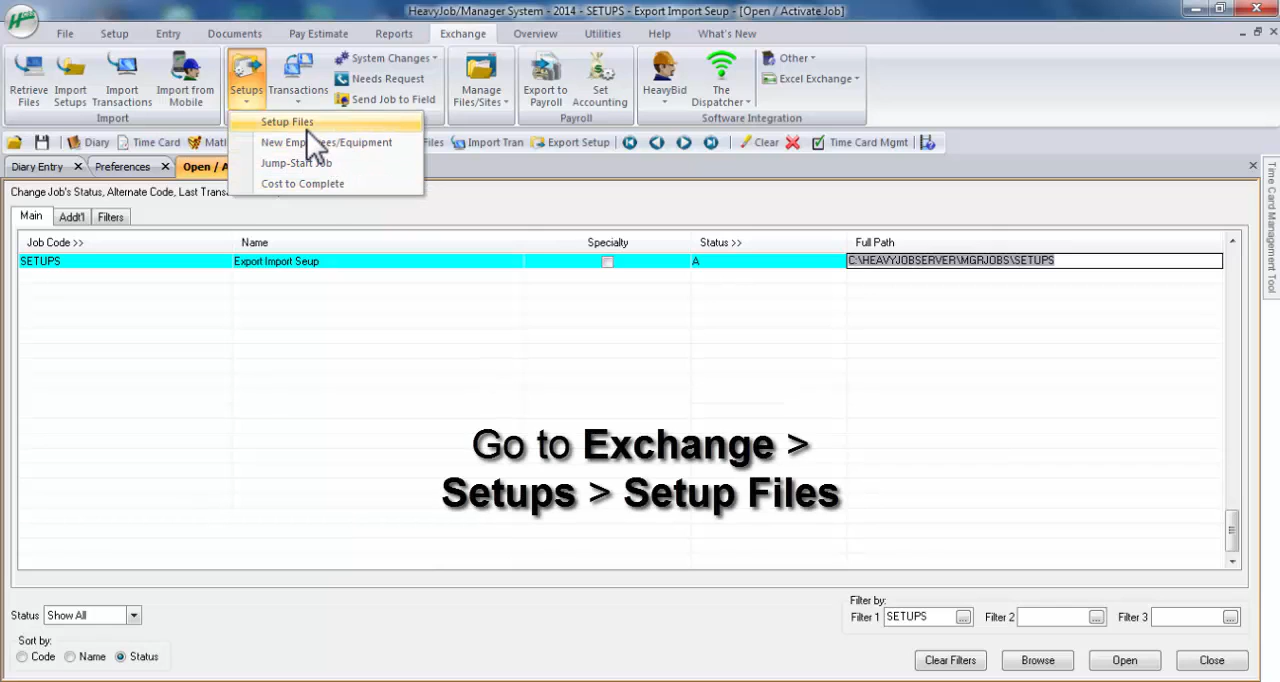 HeavyJob/Manager System - 2014 - SETUPS - Export Import Seup - [Open / Activate Job]
File Setup Entry Documents Pay Estimate Reports Exchange Overview Utilities Help What's New
Retrieve Files
Import Setups
Import Transactions
Import from Mobile
Import
Setups
Transactions
System Changes
Needs Request
Send Job to Field
Manage Files/Sites
Export to Payroll
Set Accounting
Payroll
HeavyBid
The Dispatcher
Other
Excel Exchange
Software Integration
Setup Files
New Emp ees/Equipment
Jump-Start Job
Cost to Complete
Diary Time Card Files Import Tran Export Setup Clear Time Card Mgmt
Diary Entry Preferences Open / A
Time Card Management Tool
Change Job's Status, Alternate Code, Last Trans
Main Addt'l Filters
Job Code >> Name Specialty Status >> Full Path
SETUPS Export Import Seup A C:\HEAVYJOBSERVER\MGRJOBS\SETUPS
Go to Exchange >
Setups > Setup Files
Status Show All
Filter by:
Filter 1 SETUPS ... Filter 2 ... Filter 3 ...
Sort by:
Code Name Status
Clear Filters Browse Open Close